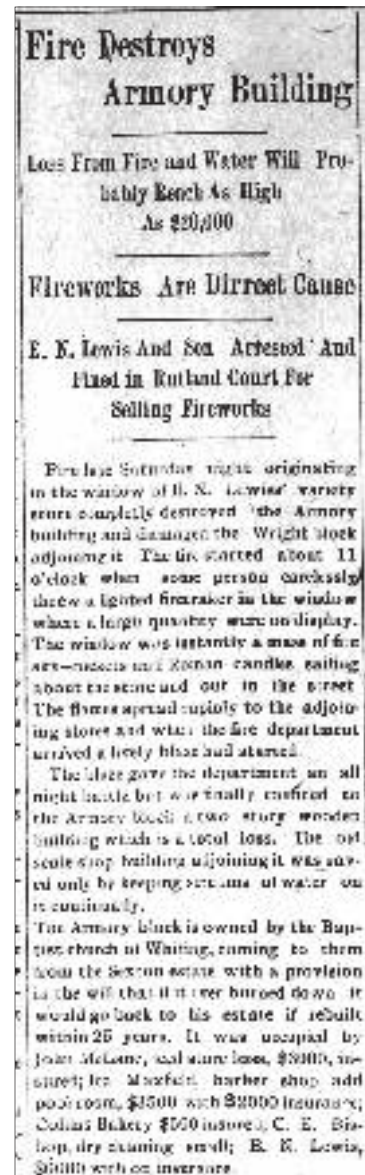 Fire Destroys
Armory Building
Loss From Fire and Water Will Pro-
bably Reach As High
As $20,000
Fireworks Are Dirrect Cause
E. N. Lewis And Son Arrested And
Fined in Rutland Court For
Selling Fireworks
Fire last Saturday night originating
in the window of E. N. Lewiss' variety
store completly destroyed the Armory
building and damaged the Wright block
adjoining it. The fire started about 11
o'clock when some person carelessly
threw a lighted firecraker in the window
where a large quantity were on display.
The window was instantly a mass of fire
sky-rockets and Roman candles sailing
about the store and out in the street
The flames spread rapidly to the adjoin-
ing stores and when the fire department
arrived a lively blaze had started.
The blaze gave the department an all
night battle but was finally confined to
the Armory block a two story wooden
building which is a total loss. The old
scale shop building adjoining it was sav-
ed only by keeping streams of water on
it continually.
The Armory block is owned by the Bap-
tist church of Whiting, coming to them
from the Sexton estate with a provision
in the will that if it ever burned down it
would go back to his estate if rebuilt
within 25 years. It was occupied by
John store loss, $3000, in-
sured; Ira Maxfield barber shop add
pool room, $3500 with $2000 insurance;
Collins Bakery $500 insured, C. E. Bis-
hop, dry cleaning small; E. N. Lewis,
with no insurance